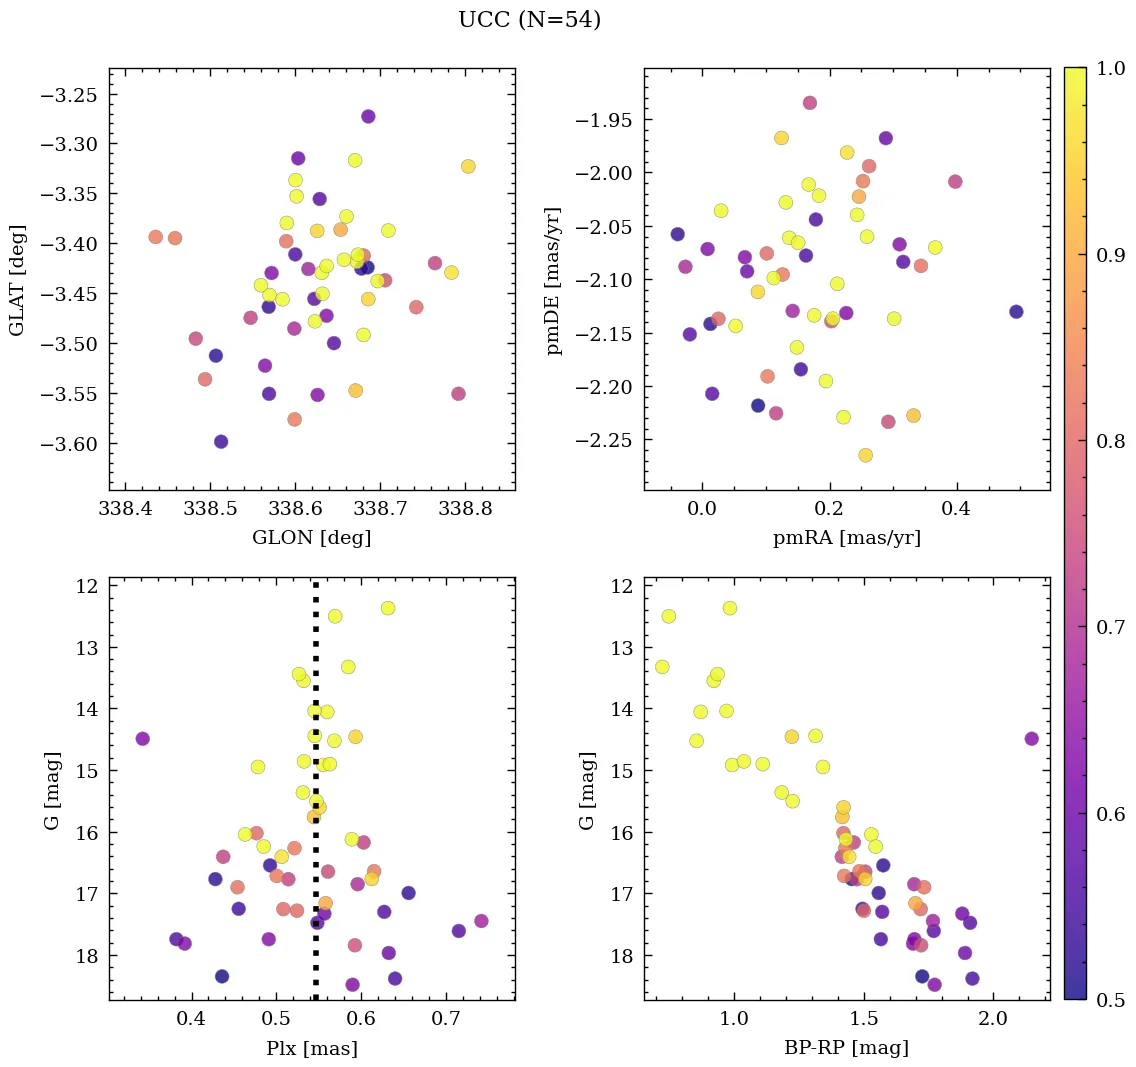 UCC (N=54)
−3.25
−3.30
−3.35
−3.40
−3.45
−3.50
−3.55
−3.60
GLAT [deg]
338.4 338.5 338.6 338.7 338.8
GLON [deg]
−1.95
−2.00
−2.05
−2.10
−2.15
−2.20
−2.25
pmDE [mas/yr]
0.0 0.2 0.4
pmRA [mas/yr]
12
13
14
15
16
17
18
G [mag]
0.4 0.5 0.6 0.7
Plx [mas]
12
13
14
15
16
17
18
G [mag]
1.0 1.5 2.0
BP-RP [mag]
1.0
0.9
0.8
0.7
0.6
0.5